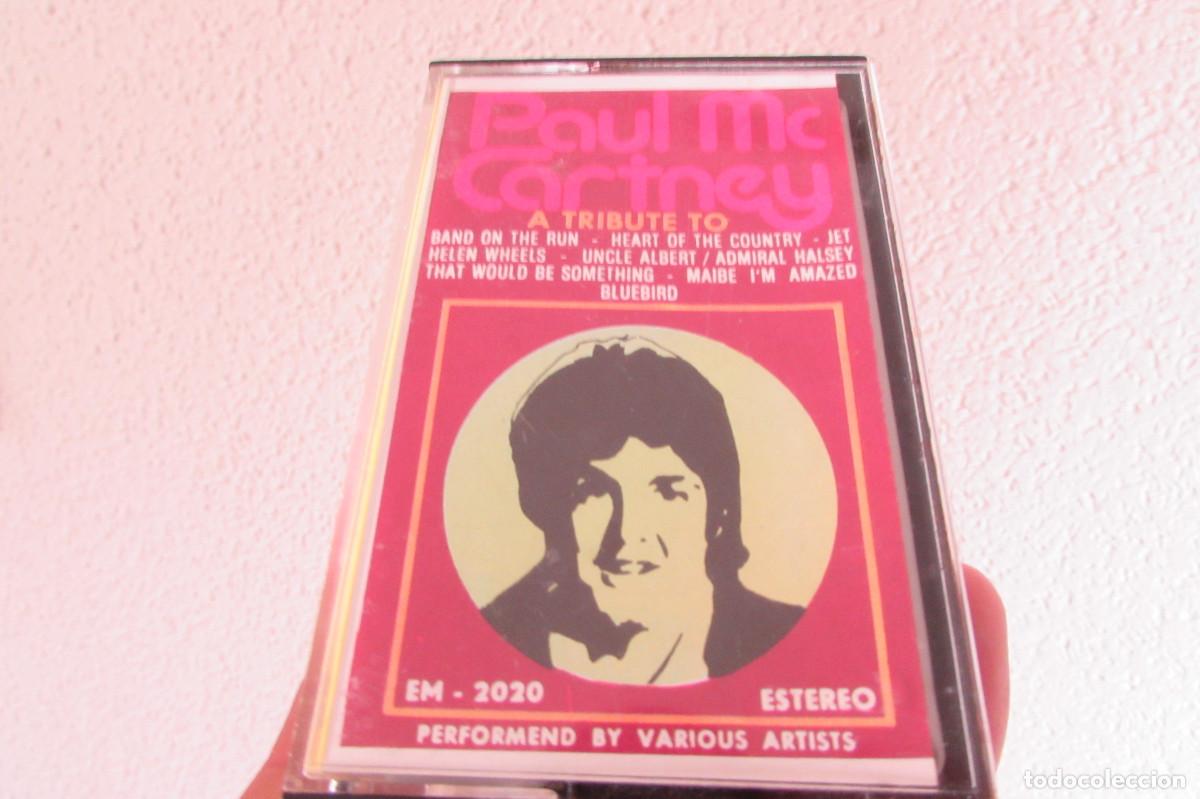 Paul Mc
Cartney
A TRIBUTE TO
BAND ON THE RUN - HEART OF THE COUNTRY - JET
HELEN WHEELS - UNCLE ALBERT / ADMIRAL HALSEY
THAT WOULD BE SOMETHING - MAIBE I'M AMAZED
BLUEBIRD
EM - 2020
ESTEREO
PERFORMEND BY VARIOUS ARTISTS
todocoleccion